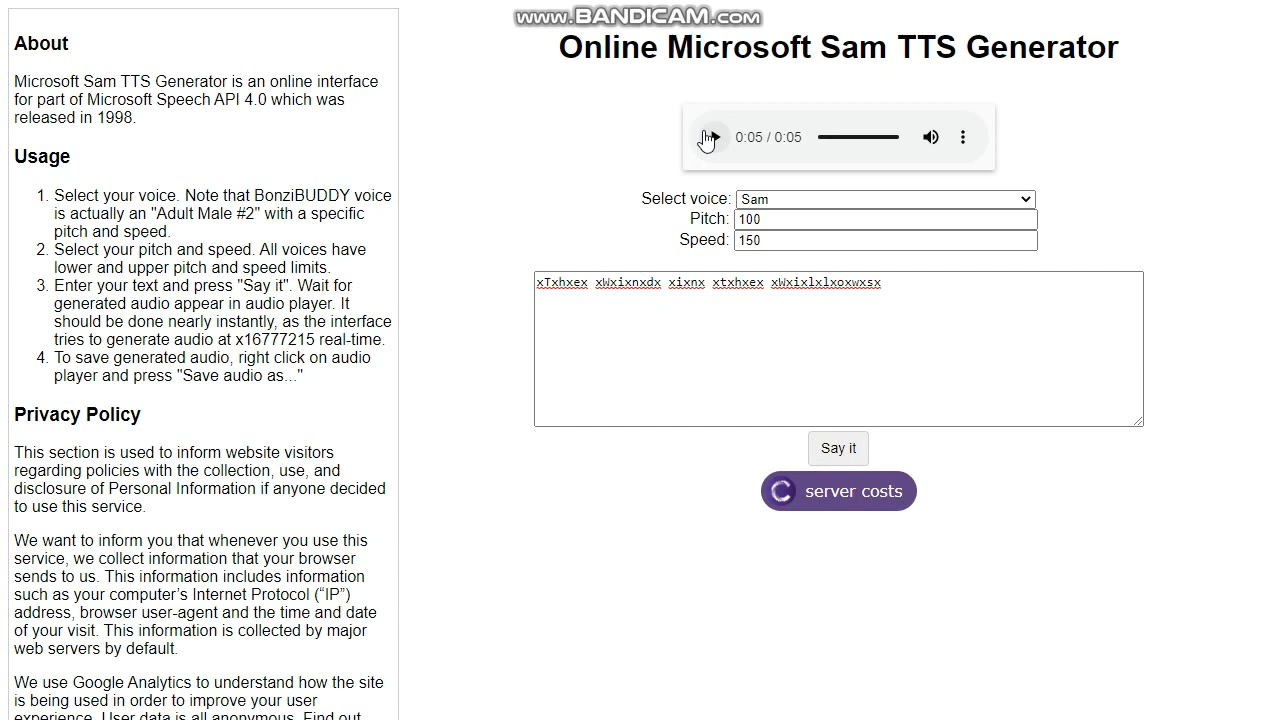 www.BANDICAM.com
About
Microsoft Sam TTS Generator is an online interface
for part of Microsoft Speech API 4.0 which was
released in 1998.
Usage
1. Select your voice. Note that BonziBUDDY voice
is actually an "Adult Male #2" with a specific
pitch and speed.
2. Select your pitch and speed. All voices have
lower and upper pitch and speed limits.
3. Enter your text and press "Say it". Wait for
generated audio appear in audio player. It
should be done nearly instantly, as the interface
tries to generate audio at x16777215 real-time.
4. To save generated audio, right click on audio
player and press "Save audio as..."
Privacy Policy
This section is used to inform website visitors
regarding policies with the collection, use, and
disclosure of Personal Information if anyone decided
to use this service.
We want to inform you that whenever you use this
service, we collect information that your browser
sends to us. This information includes information
such as your computer’s Internet Protocol (“IP”)
address, browser user-agent and the time and date
of your visit. This information is collected by major
web servers by default.
We use Google Analytics to understand how the site
is being used in order to improve your user
experience. User data is all anonymous. Find out
Online Microsoft Sam TTS Generator
0:05 / 0:05
Select voice: Sam
Pitch: 100
Speed: 150
xTxhxex xWxixnxdx xixnx xtxhxex xWxixlxlxoxwxsx
Say it
server costs